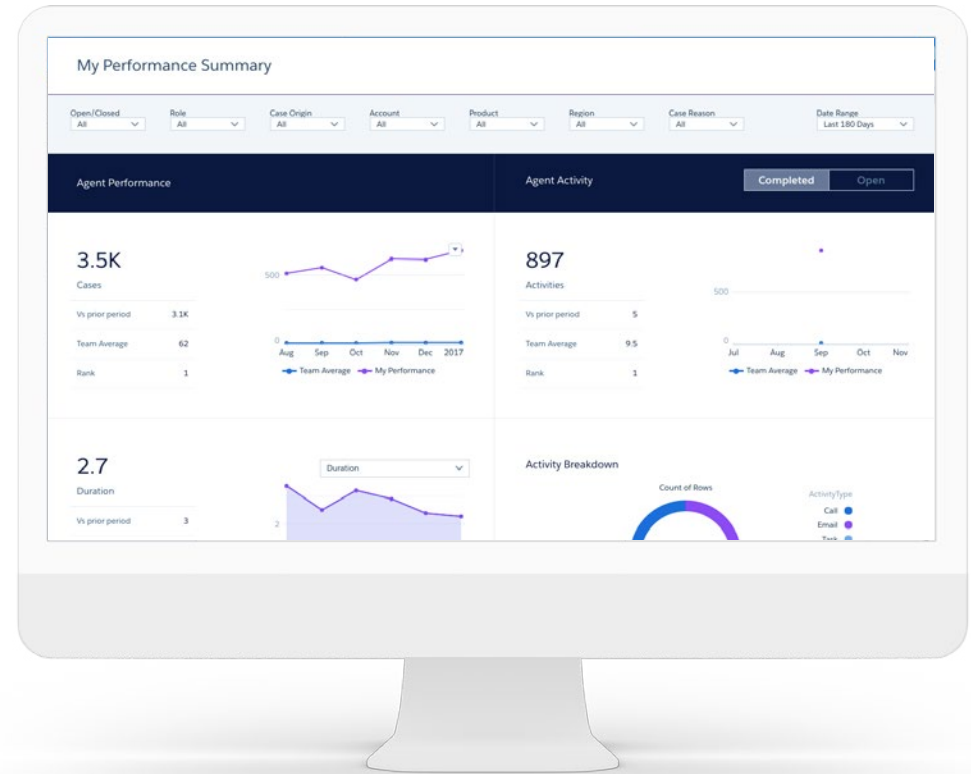 My Performance Summary
Open/Closed Role Case Origin Account Product Region Case Reason Date Range
All All All All All All All Last 180 Days
Agent Performance
Agent Activity
Completed Open
3.5K
Cases
Vs prior period 3.1K
Team Average 62
Rank 1
500
0
Aug Sep Oct Nov Dec 2017
Team Average My Performance
897
Activities
Vs prior period 5
Team Average 9.5
Rank 1
500
0
Jul Aug Sep Oct Nov
Team Average My Performance
2.7
Duration
Vs prior period 3
Duration
2
Activity Breakdown
Count of Rows
ActivityType
Call
Email
Task